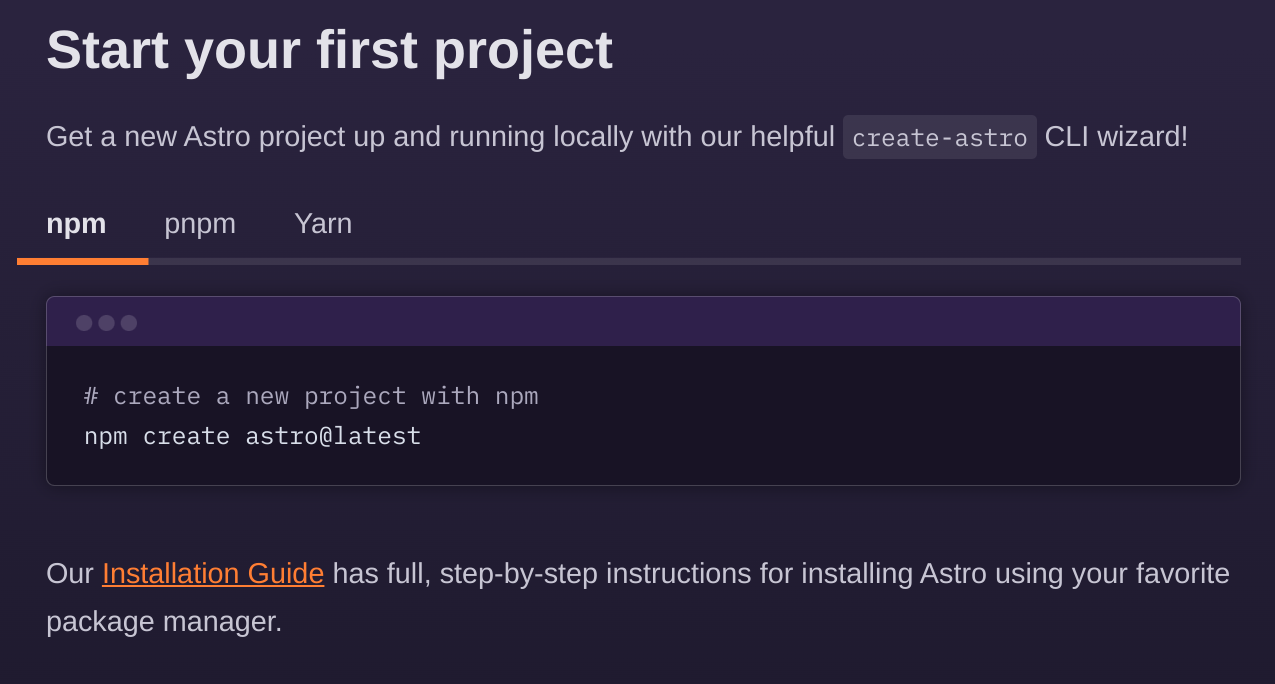 Start your first project
Get a new Astro project up and running locally with our helpful create-astro CLI wizard!
npm pnpm Yarn
# create a new project with npm
npm create astro@latest
Our Installation Guide has full, step-by-step instructions for installing Astro using your favorite
package manager.